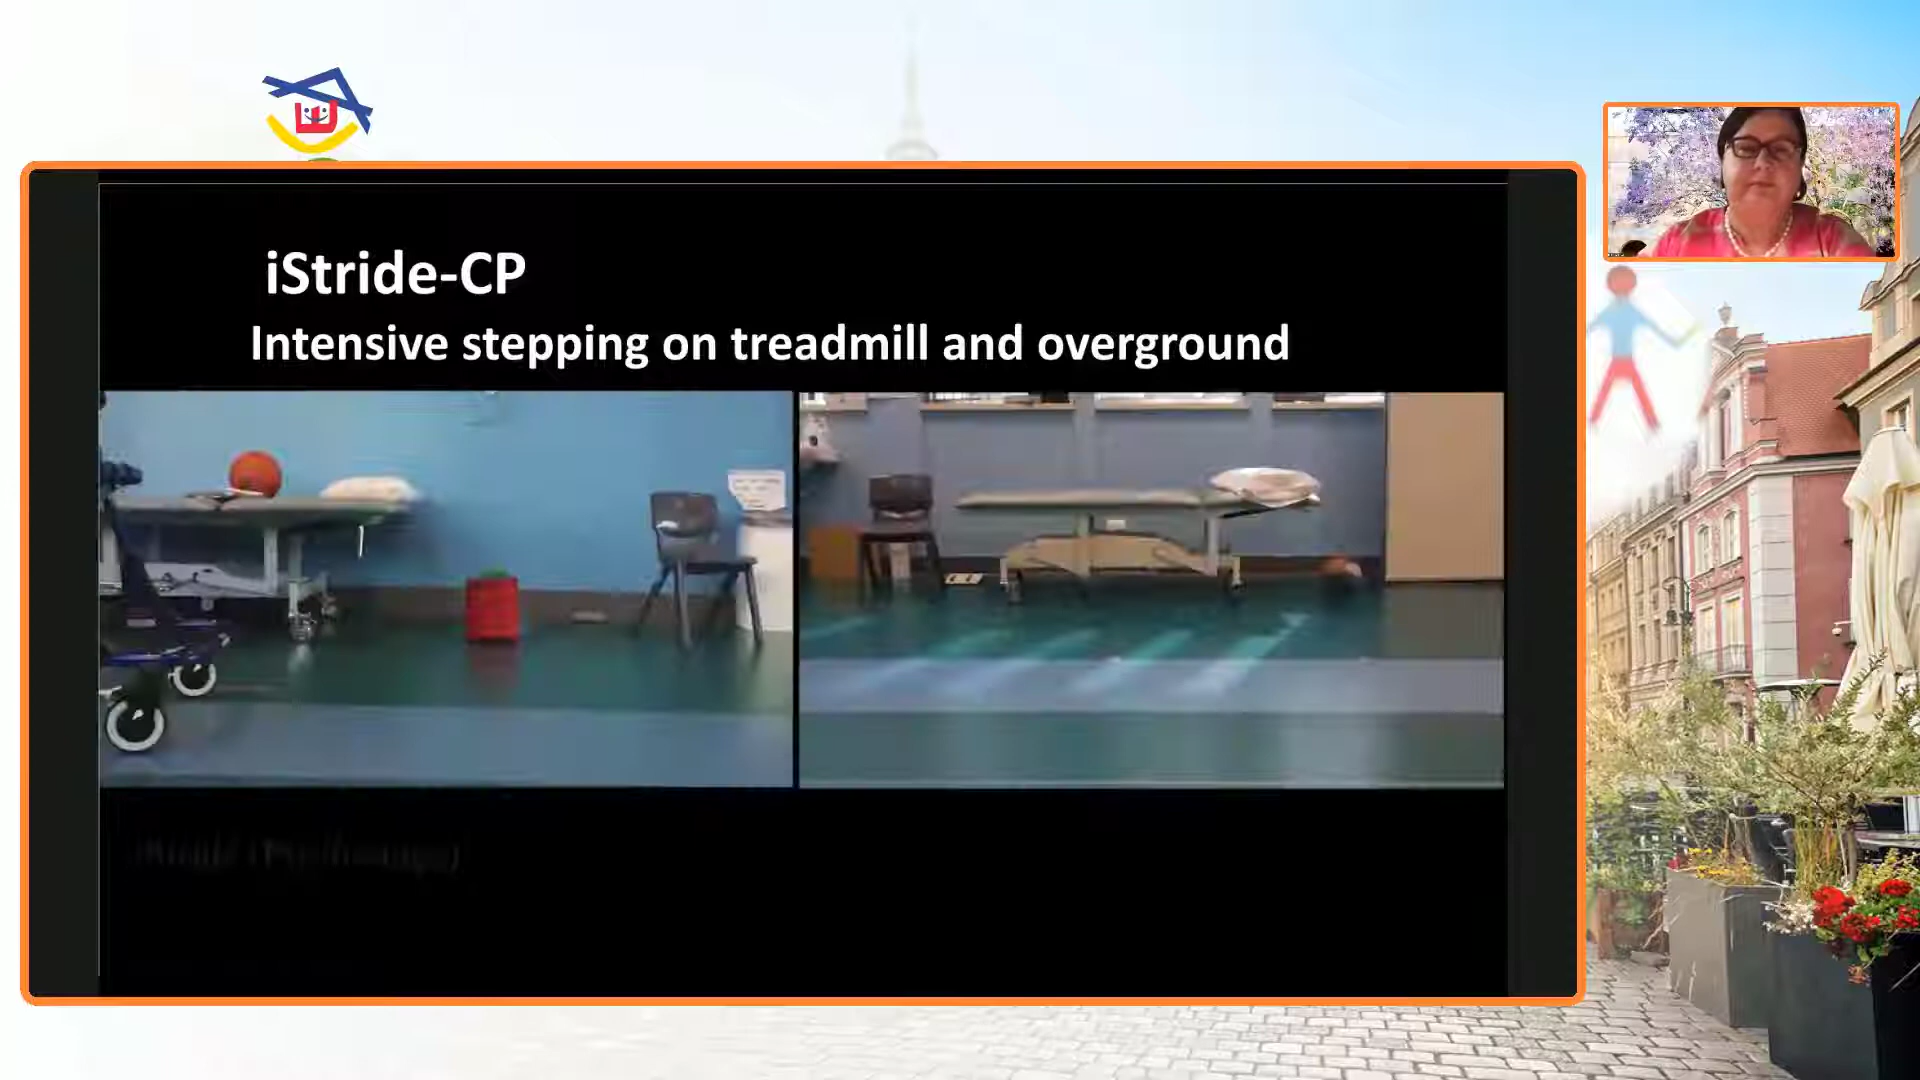 iStride-CP
Intensive stepping on treadmill and overground